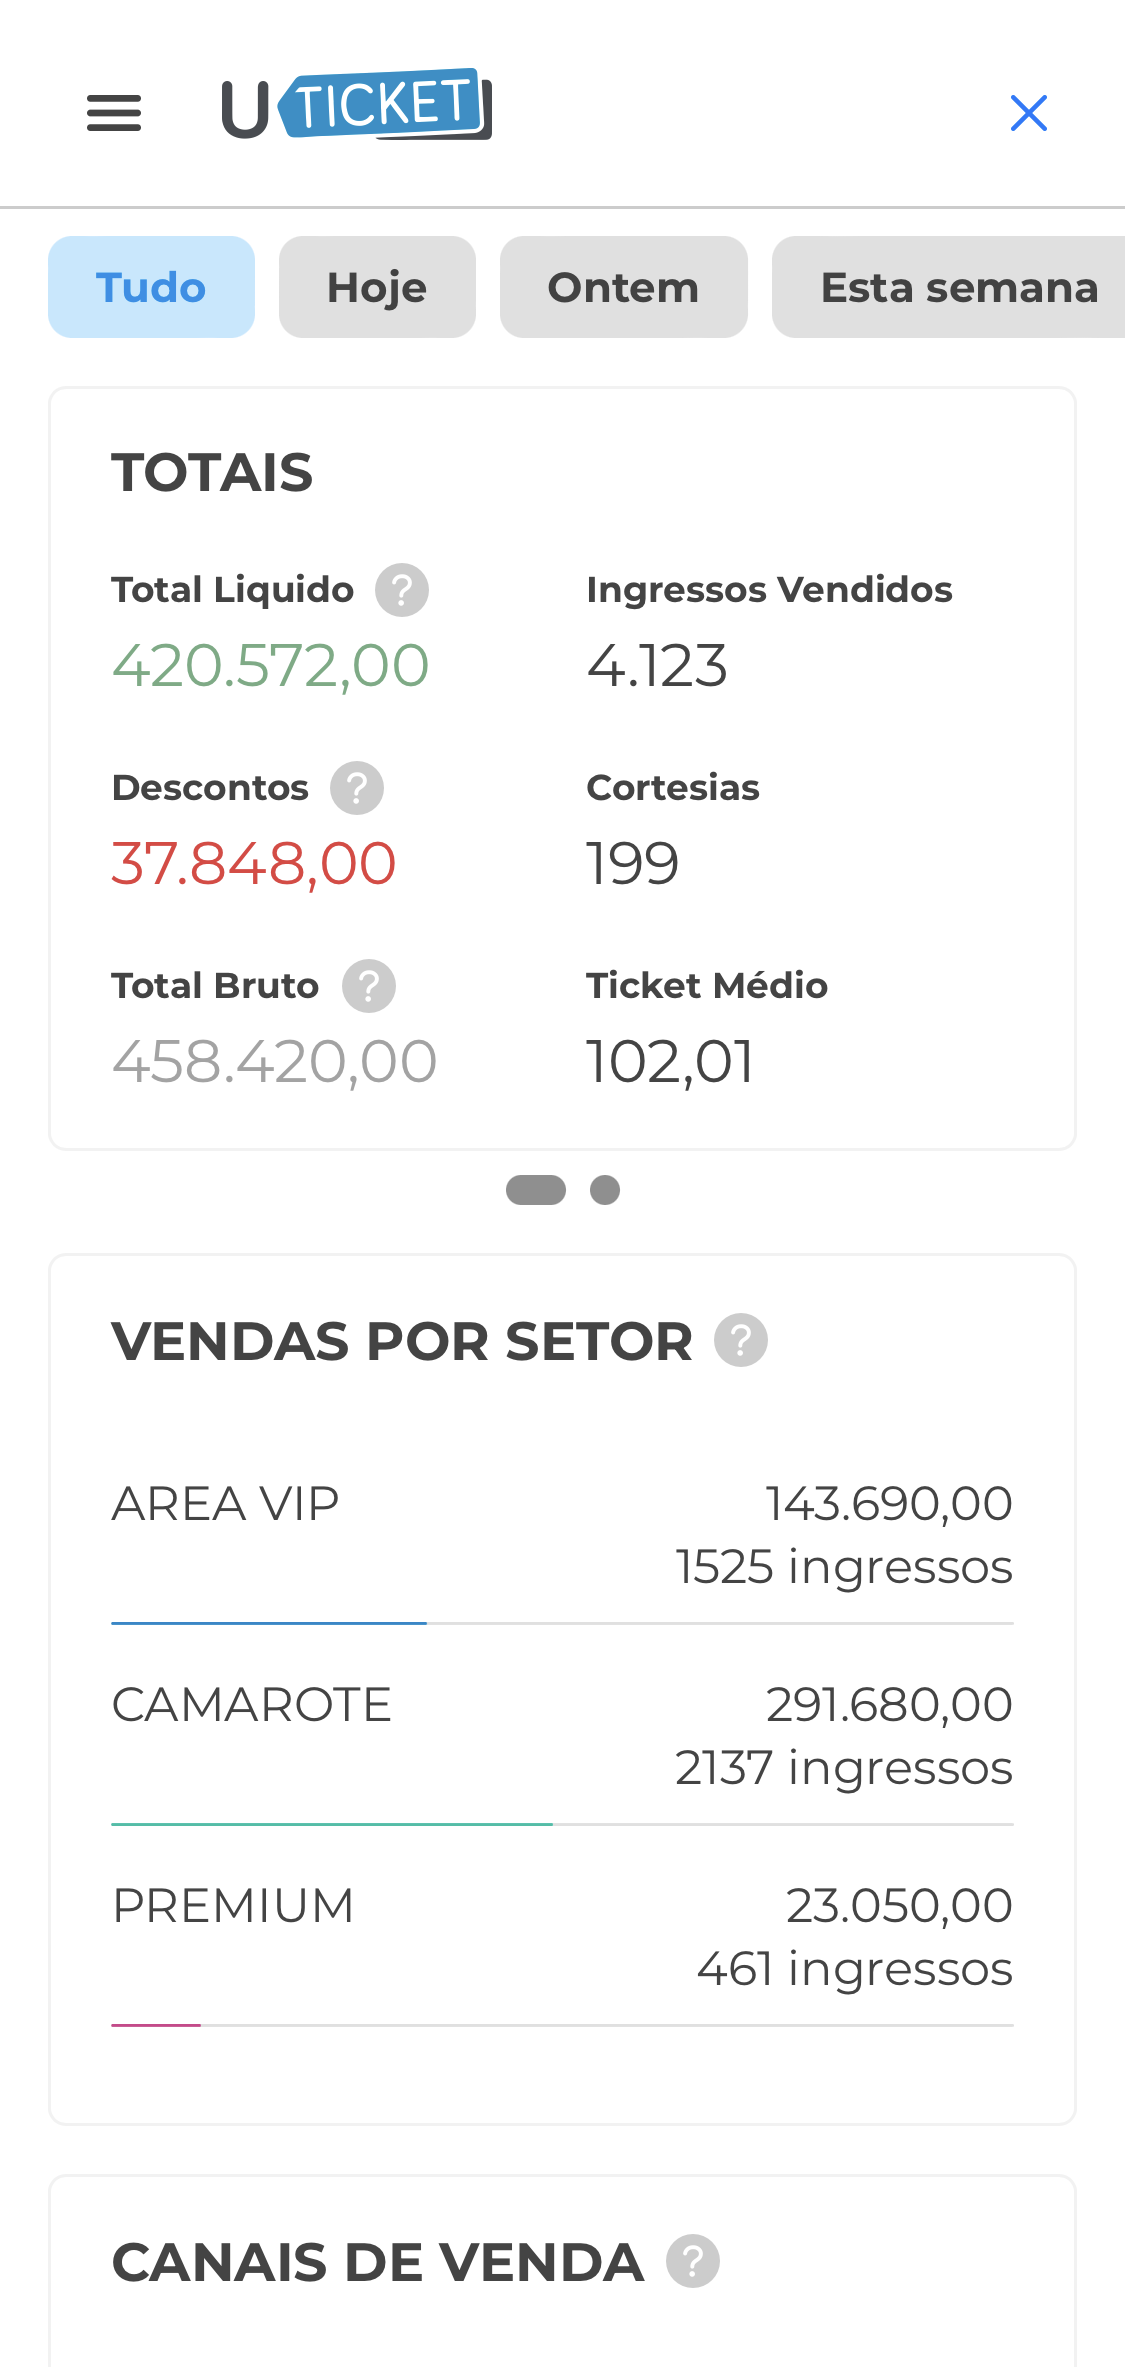 UTICKET
Tudo Hoje Ontem Esta semana
TOTAIS
Total Liquido ? Ingressos Vendidos
420.572,00 4.123
Descontos ? Cortesias
37.848,00 199
Total Bruto ? Ticket Médio
458.420,00 102,01
VENDAS POR SETOR ?
AREA VIP 143.690,00
1525 ingressos
CAMAROTE 291.680,00
2137 ingressos
PREMIUM 23.050,00
461 ingressos
CANAIS DE VENDA ?